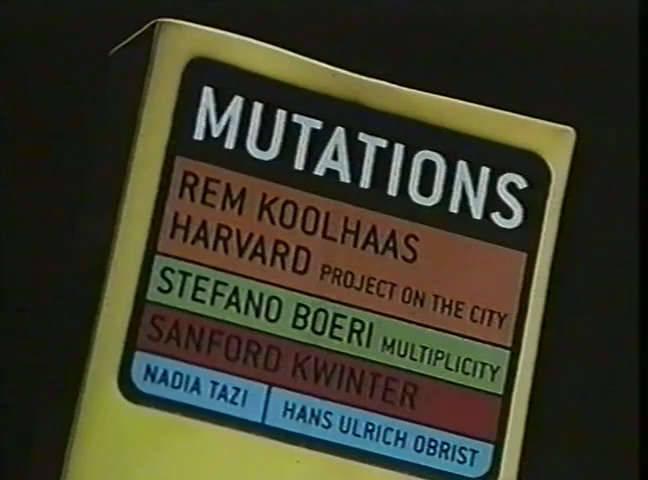 MUTATIONS
REM KOOLHAAS
HARVARD PROJECT ON THE CITY
STEFANO BOERI MULTIPLICITY
SANFORD KWINTER
NADIA TAZI
HANS ULRICH OBRIST